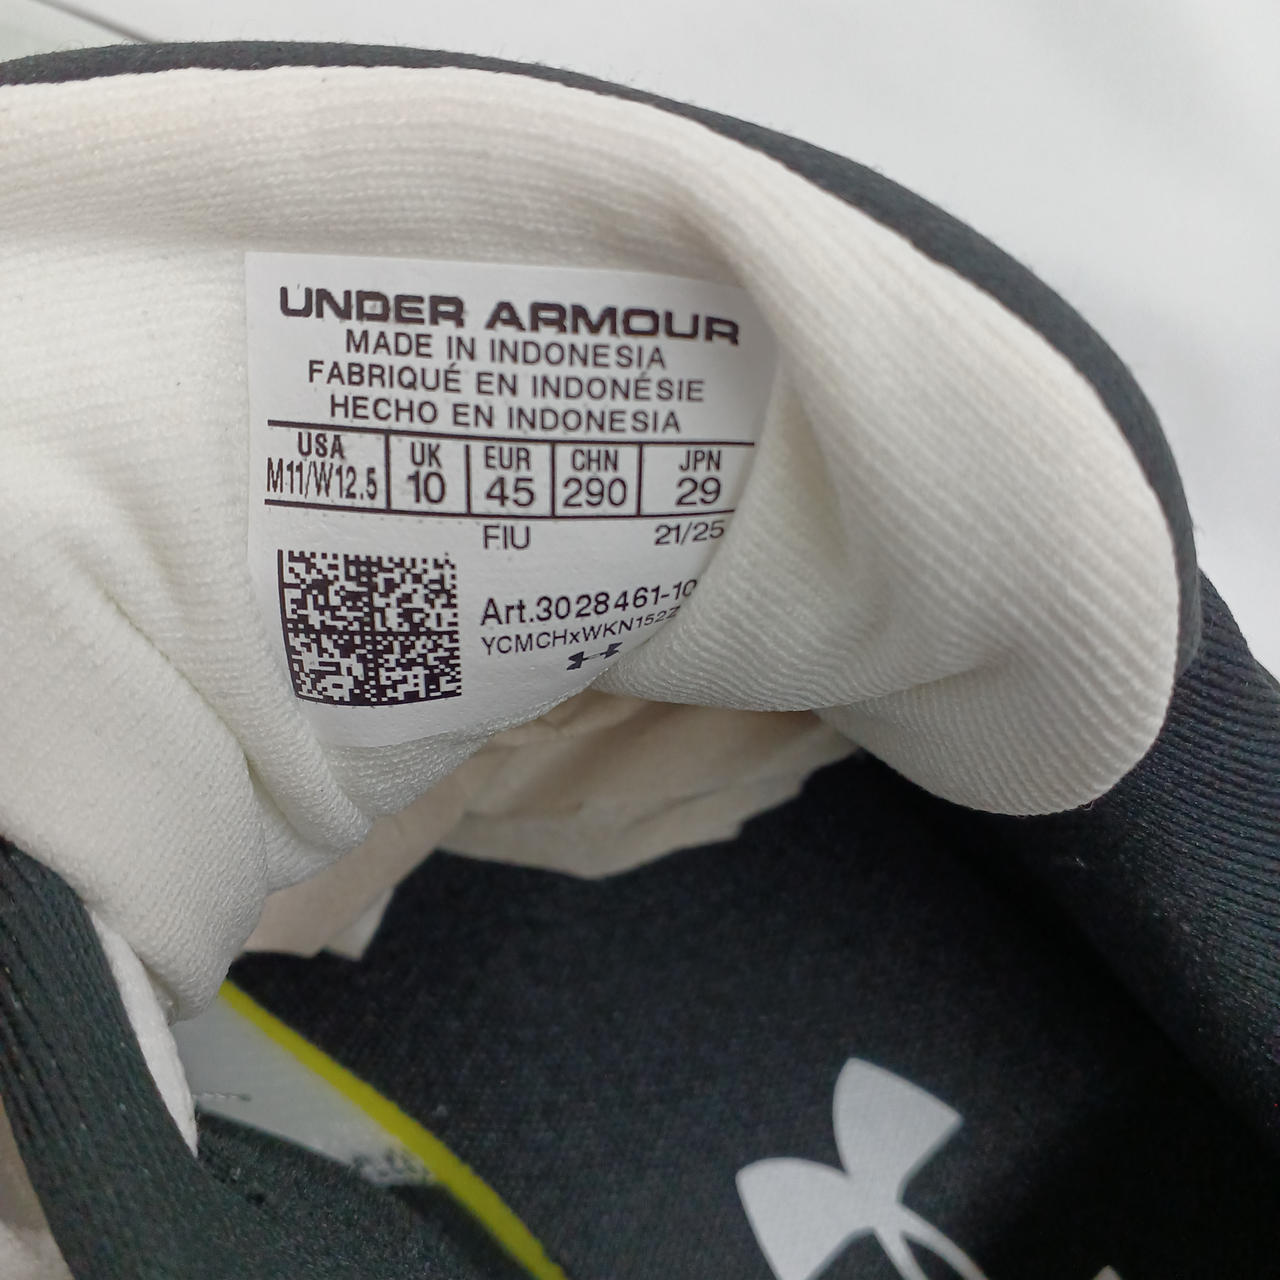 UNDER ARMOUR
MADE IN INDONESIA
FABRIQUÉ EN INDONÉSIE
HECHO EN INDONESIA
USA UK EUR CHN JPN
M11/W12.5 10 45 290 29
FIU 21/25
Art.3028461-10
YCMCHxWKN152Z